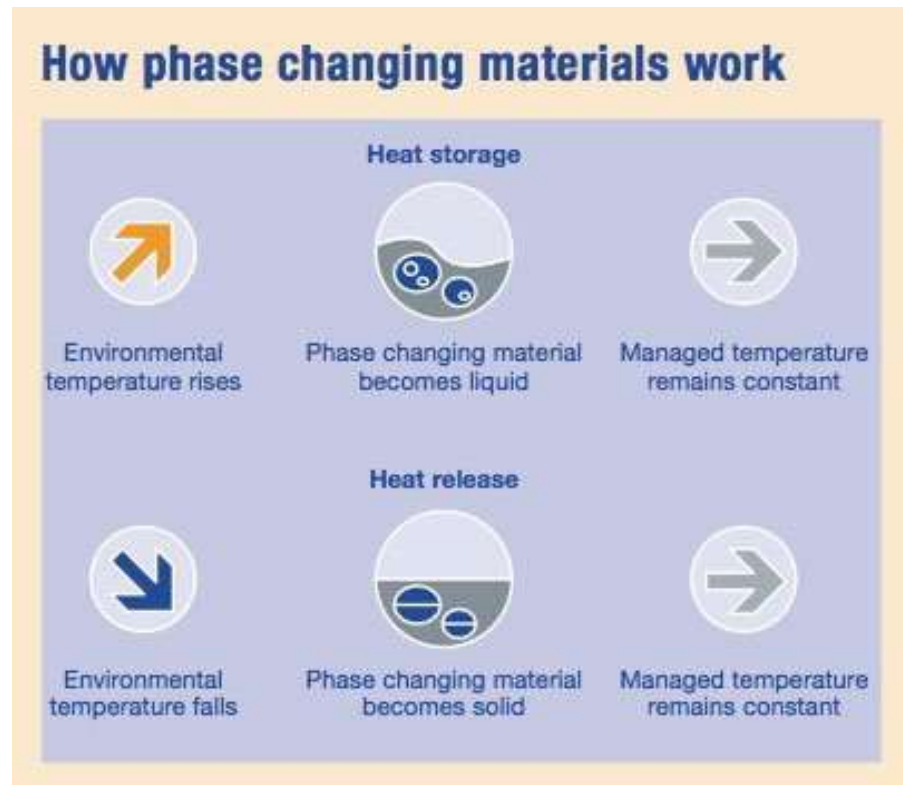 How phase changing materials work
Heat storage
Environmental
temperature rises
Phase changing material
becomes liquid
Managed temperature
remains constant
Heat release
Environmental
temperature falls
Phase changing material
becomes solid
Managed temperature
remains constant